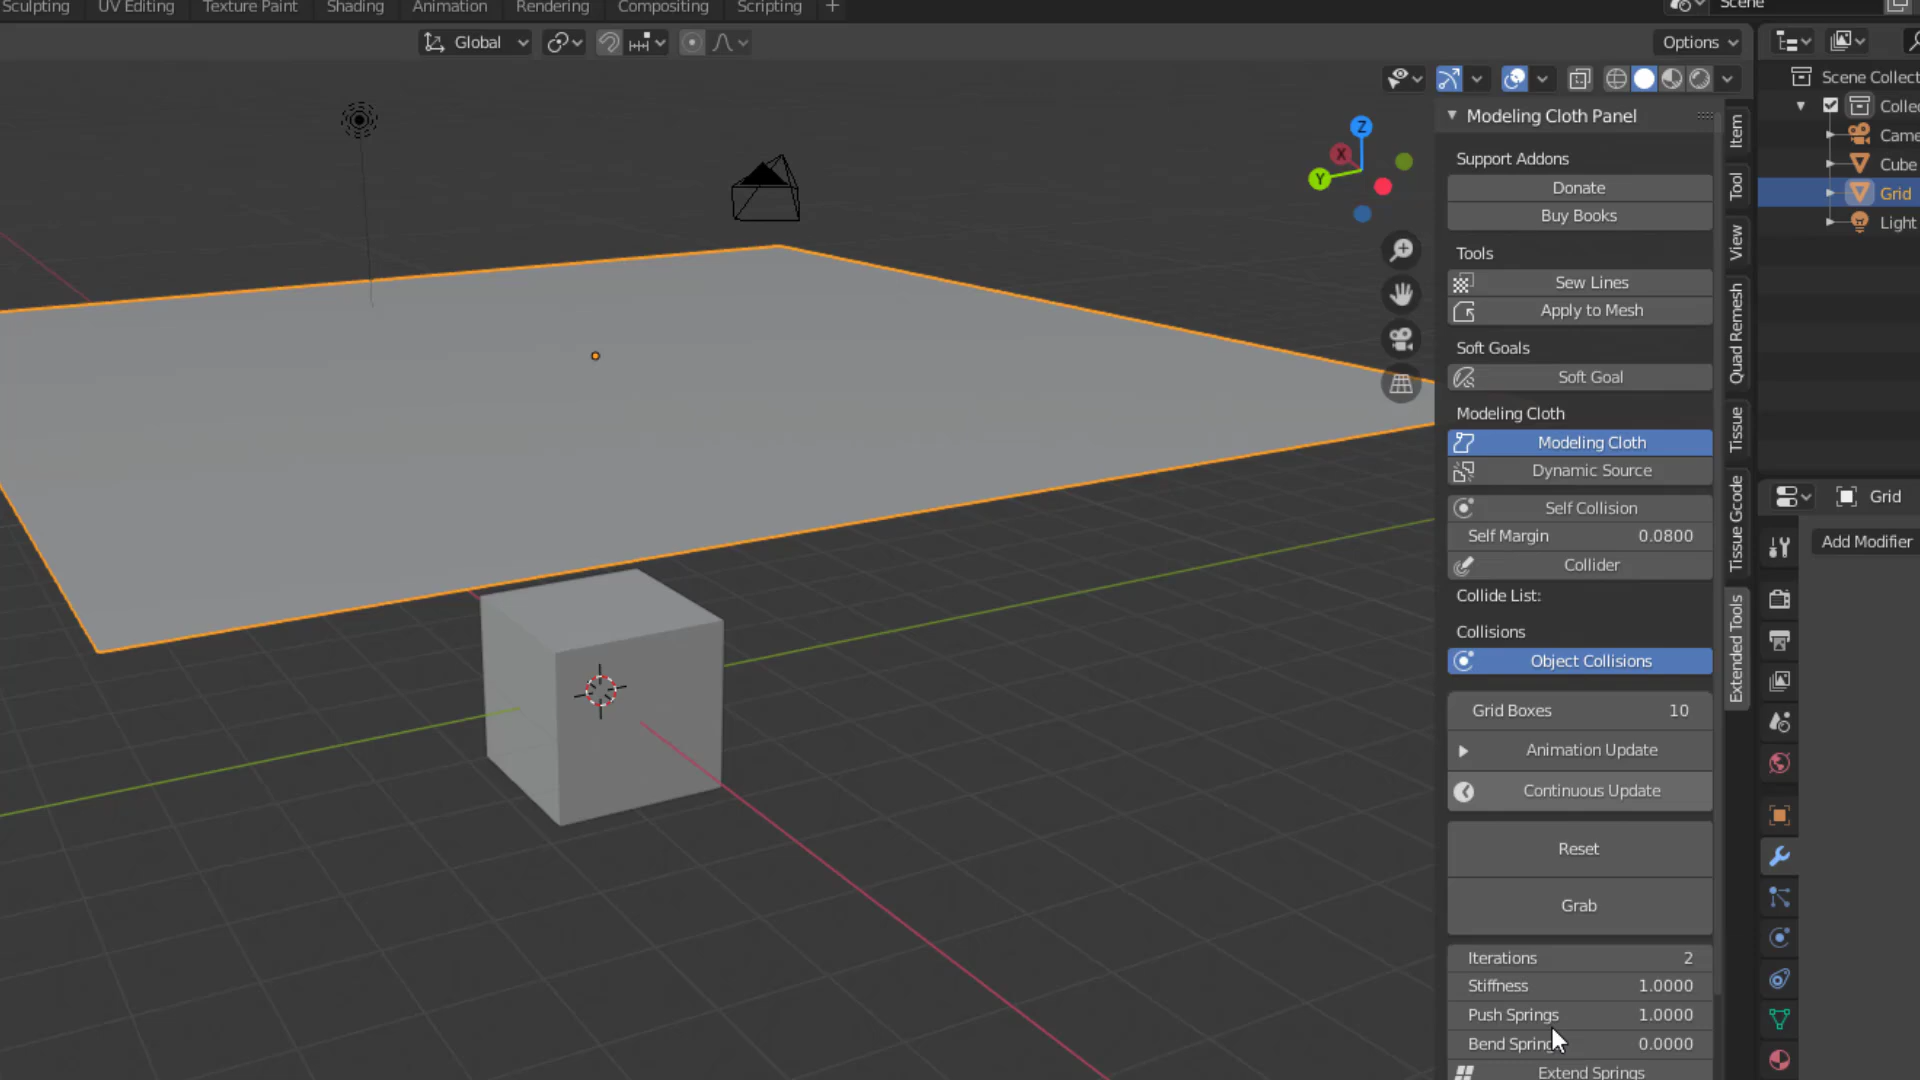 Sculpting UV Editing Texture Paint Shading Animation Rendering Compositing Scripting + Scene
Global Options
Scene Collect
Colle
Came
Cube
Grid
Light
Z
X
Y
Modeling Cloth Panel
Support Addons
Donate
Buy Books
Tools
Sew Lines
Apply to Mesh
Soft Goals
Soft Goal
Modeling Cloth
Modeling Cloth
Dynamic Source
Self Collision
Self Margin 0.0800
Collider
Collide List:
Collisions
Object Collisions
Grid Boxes 10
Animation Update
Continuous Update
Reset
Grab
Iterations 2
Stiffness 1.0000
Push Springs 1.0000
Bend Spring 0.0000
Extend Springs
Item
Tool
View
Quad Remesh
Tissue
Tissue Gcode
Extended Tools
Grid
Add Modifier